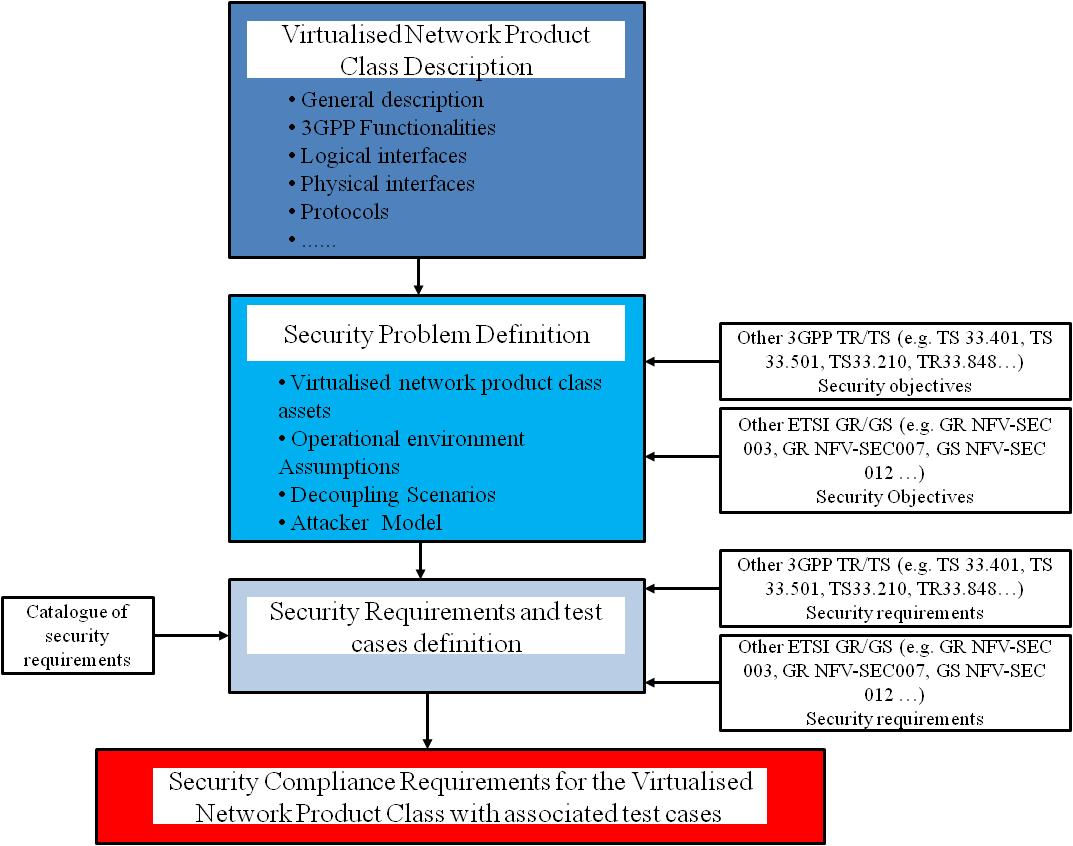 Virtualised Network Product
Class Description
• General description
• 3GPP Functionalities
• Logical interfaces
• Physical interfaces
• Protocols
• ......
Security Problem Definition
• Virtualised network product class
assets
• Operational environment
Assumptions
• Decoupling Scenarios
• Attacker Model
Other 3GPP TR/TS (e.g. TS 33.401, TS
33.501, TS33.210, TR33.848…)
Security objectives
Other ETSI GR/GS (e.g. GR NFV-SEC
003, GR NFV-SEC007, GS NFV-SEC
012 …)
Security Objectives
Catalogue of
security
requirements
Security Requirements and test
cases definition
Other 3GPP TR/TS (e.g. TS 33.401, TS
33.501, TS33.210, TR33.848…)
Security requirements
Other ETSI GR/GS (e.g. GR NFV-SEC
003, GR NFV-SEC007, GS NFV-SEC
012 …)
Security requirements
Security Compliance Requirements for the Virtualised
Network Product Class with associated test cases